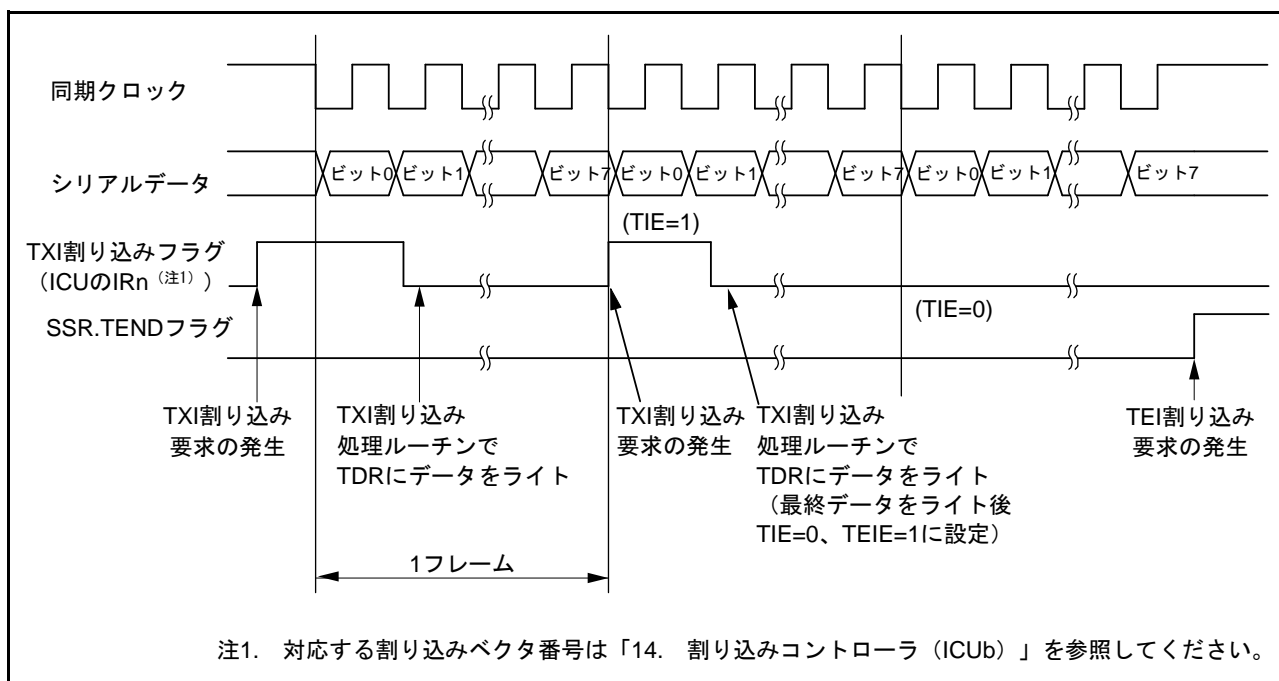 同期クロック
シリアルデータ
ビット0 ビット1 ビット7 ビット0 ビット1 ビット7 ビット0 ビット1 ビット7
(TIE=1)
TXI割り込みフラグ
（ICUのIRn（注1））
(TIE=0)
SSR.TENDフラグ
TXI割り込み
要求の発生
TXI割り込み
処理ルーチンで
TDRにデータをライト
TXI割り込み
要求の発生
TXI割り込み
処理ルーチンで
TDRにデータをライト
（最終データをライト後
TIE=0、TEIE=1に設定）
TEI割り込み
要求の発生
1フレーム
注1. 対応する割り込みベクタ番号は「14. 割り込みコントローラ（ICUb）」を参照してください。